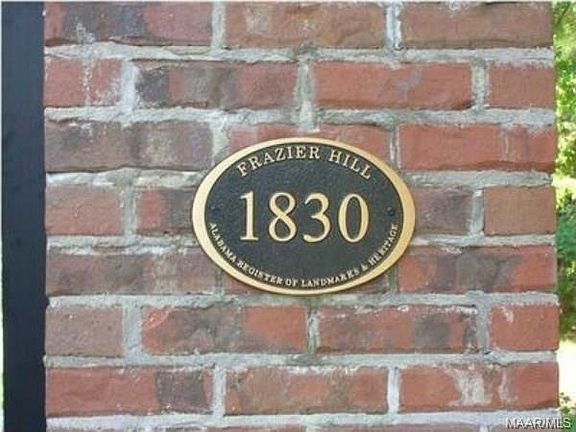 FRAZIER HILL
1830
ALABAMA REGISTER OF LANDMARKS & HERITAGE
MAAR/MLS